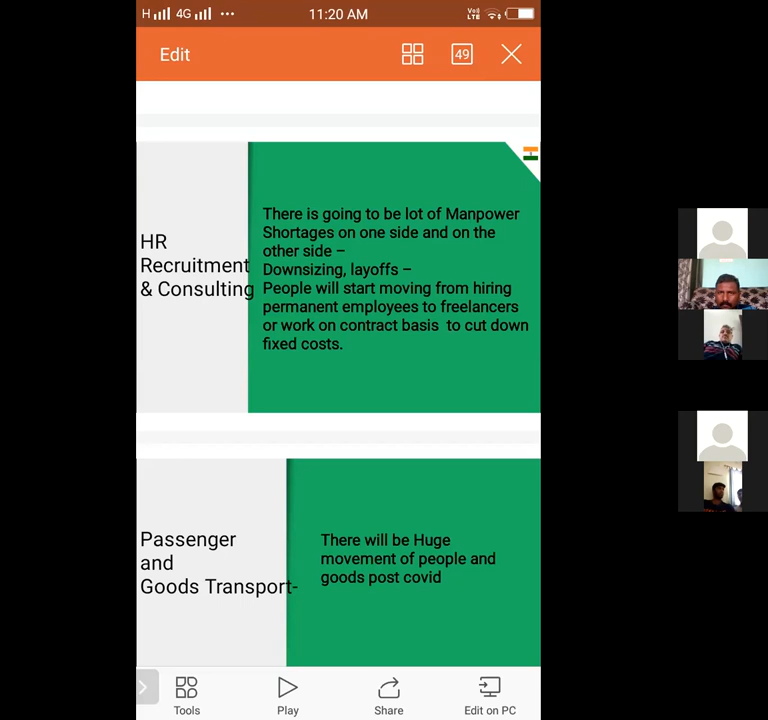 H 4G ... 11:20 AM Vo) LTE
Edit 49
HR
Recruitment
& Consulting
There is going to be lot of Manpower
Shortages on one side and on the
other side –
Downsizing, layoffs –
People will start moving from hiring
permanent employees to freelancers
or work on contract basis to cut down
fixed costs.
Passenger
and
Goods Transport-
There will be Huge
movement of people and
goods post covid
Tools Play Share Edit on PC